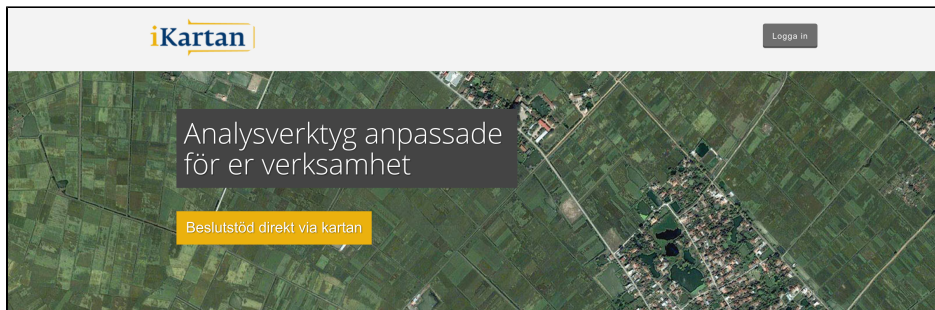 iKartan
Logga in
Analysverktyg anpassade
för er verksamhet
Beslutstöd direkt via kartan